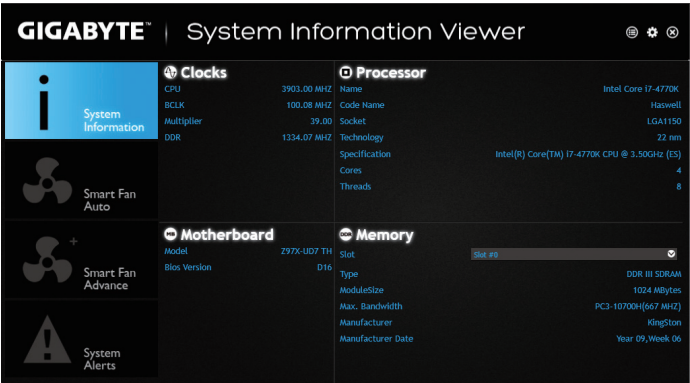 GIGABYTE™ | System Information Viewer
System
Information
Smart Fan
Auto
Smart Fan
Advance
System
Alerts
Clocks
CPU 3903.00 MHZ
BCLK 100.08 MHZ
Multiplier 39.00
DDR 1334.07 MHZ
Processor
Name Intel Core i7-4770K
Code Name Haswell
Socket LGA1150
Technology 22 nm
Specification Intel(R) Core(TM) i7-4770K CPU @ 3.50GHz (ES)
Cores 4
Threads 8
MB Motherboard
Model Z97X-UD7 TH
Bios Version D16
DDR Memory
Slot Slot #0
Type DDR III SDRAM
ModuleSize 1024 MBytes
Max. Bandwidth PC3-10700H(667 MHZ)
Manufacturer KingSton
Manufacturer Date Year 09,Week 06